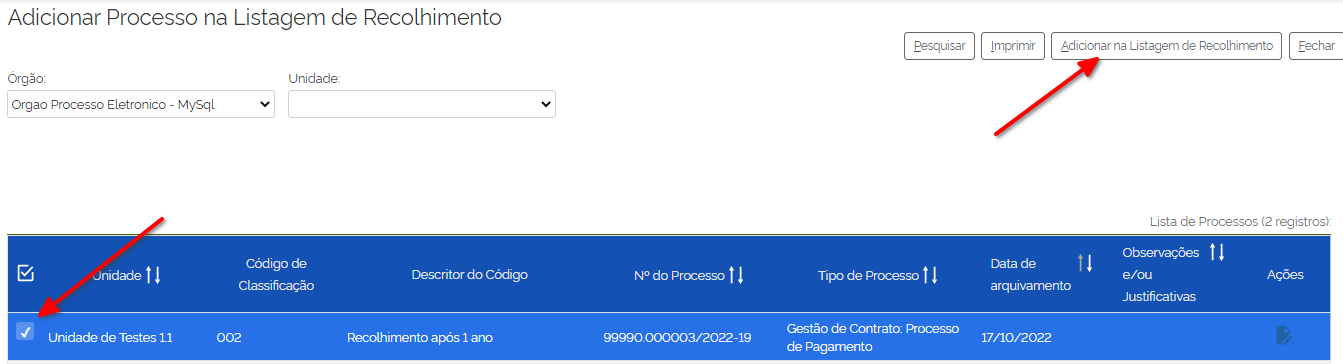 Adicionar Processo na Listagem de Recolhimento
Pesquisar Imprimir Adicionar na Listagem de Recolhimento Fechar
Órgão: Unidade:
Orgao Processo Eletronico - MySql
Lista de Processos (2 registros):
Unidade Código de Classificação Descritor do Código Nº do Processo Tipo de Processo Data de arquivamento Observações e/ou Justificativas Ações
Unidade de Testes 1.1 002 Recolhimento após 1 ano 99990.000003/2022-19 Gestão de Contrato: Processo de Pagamento 17/10/2022